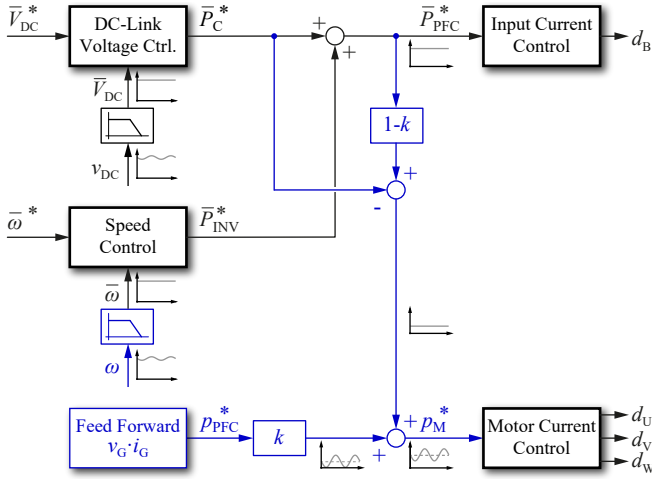 V̅*DC
DC-Link
Voltage Ctrl.
P̅*C
+
+
P̅*PFC
Input Current
Control
dB
V̅DC
1-k
vDC
+
-
ω̅*
Speed
Control
P̅*INV
ω̅
ω
Feed Forward
vG·iG
p*PFC
k
+
+
p*M
Motor Current
Control
dU
dV
dW